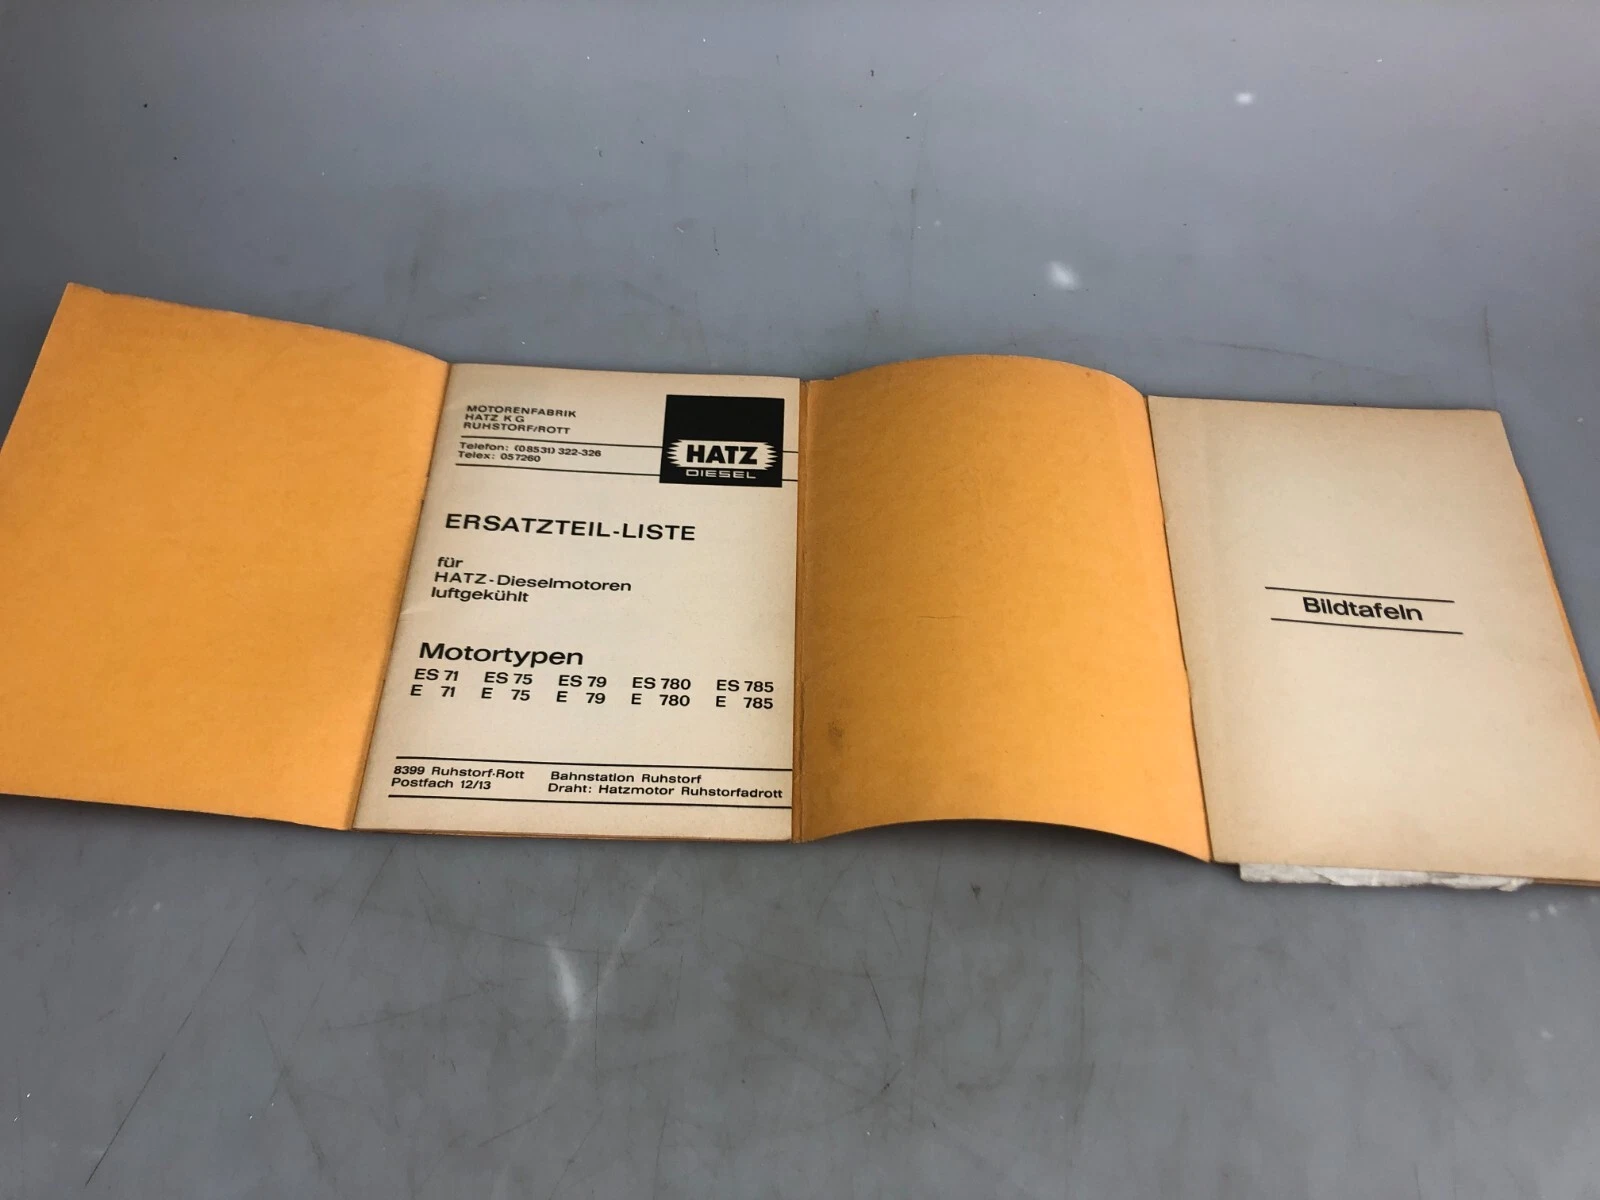 MOTORENFABRIK
HATZ KG
RUHSTORF/ROTT
Telefon: (08531) 322-326
Telex: 057260
HATZ
DIESEL
ERSATZTEIL-LISTE
für
HATZ-Dieselmotoren
luftgekühlt
Motortypen
ES 71 ES 75 ES 79 ES 780 ES 785
E 71 E 75 E 79 E 780 E 785
8399 Ruhstorf-Rott Bahnstation Ruhstorf
Postfach 12/13 Draht: Hatzmotor Ruhstorfadrott
Bildtafeln